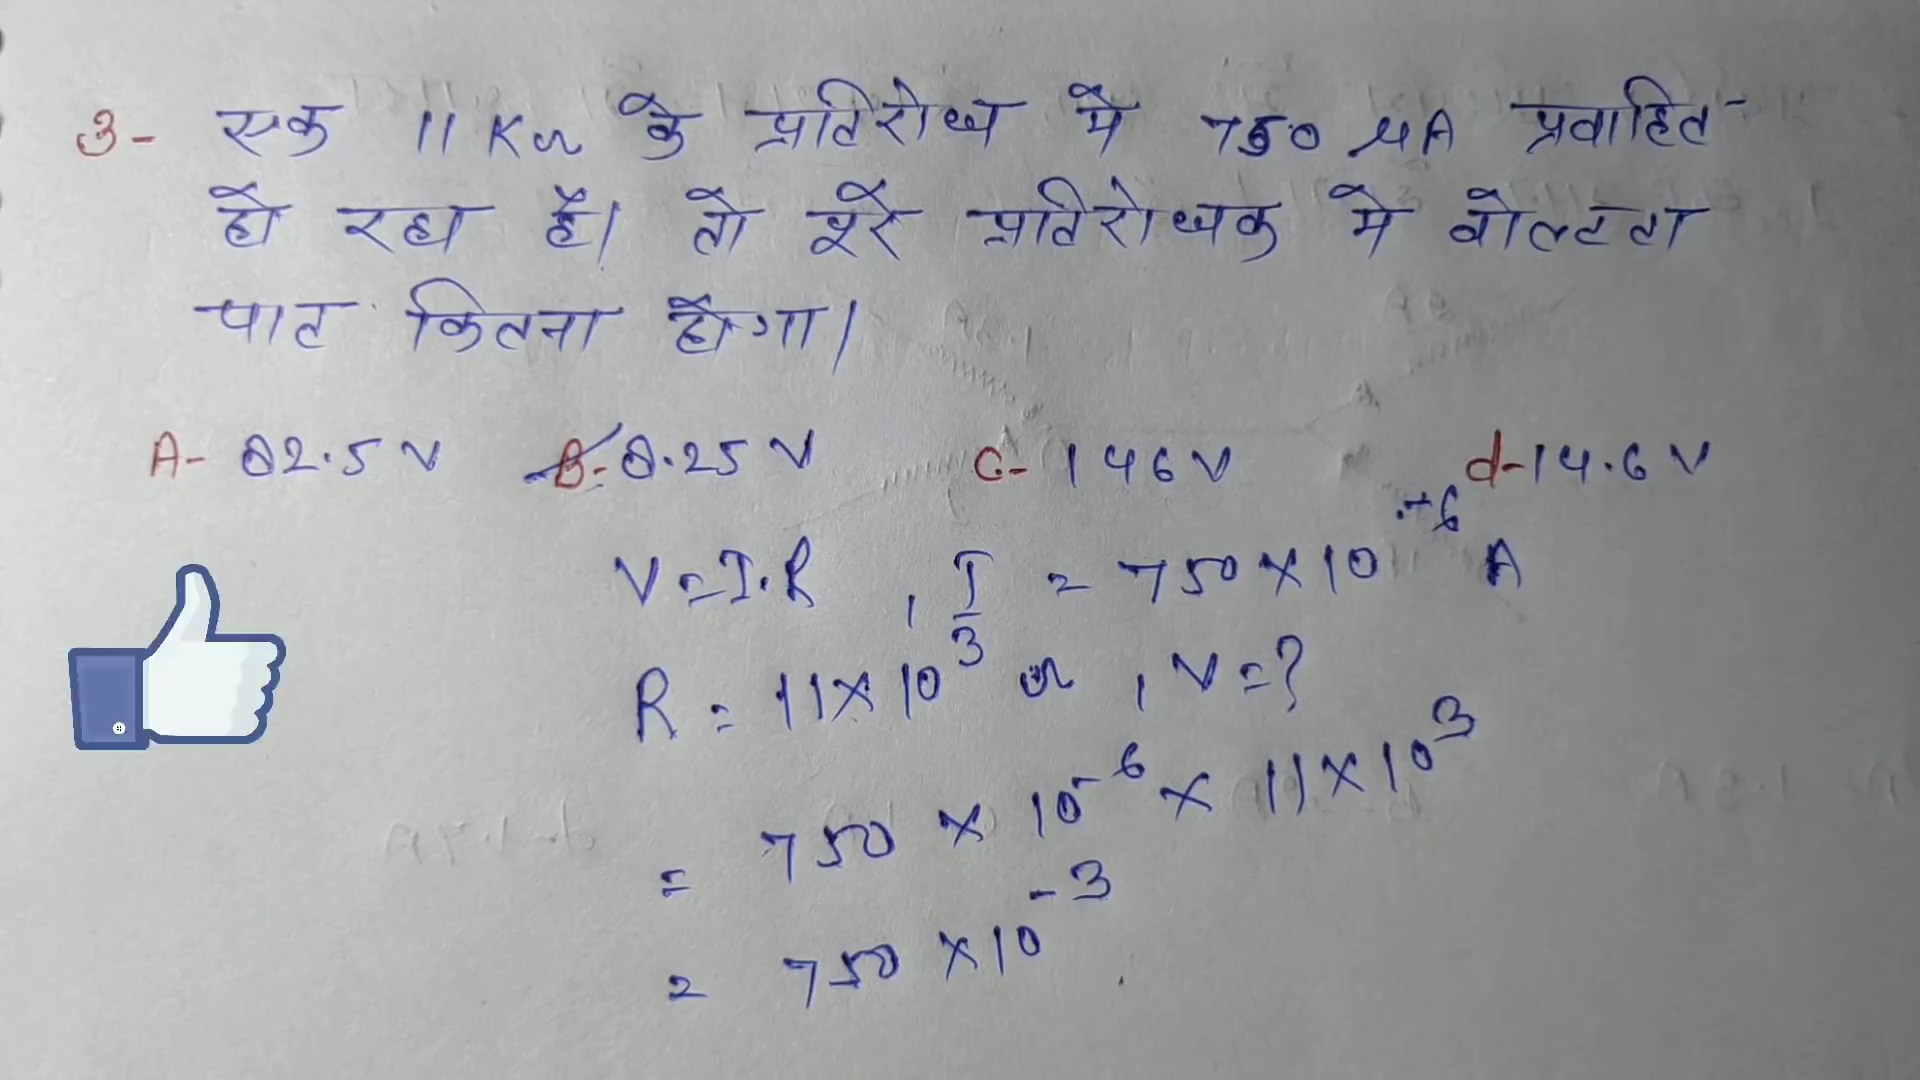 3- एक 11 KΩ के प्रतिरोध मे 750 μA प्रवाहित
हो रहा है। तो इस प्रतिरोधक मे वोल्टता
पात कितना होगा।
A- 82.5 V B- 8.25 V C- 146 V d- 14.6 V
V = I.R , I = 750 × 10⁻⁶ A
R = 11 × 10³ Ω , V = ?
= 750 × 10⁻⁶ × 11 × 10³
= 750 × 10⁻³